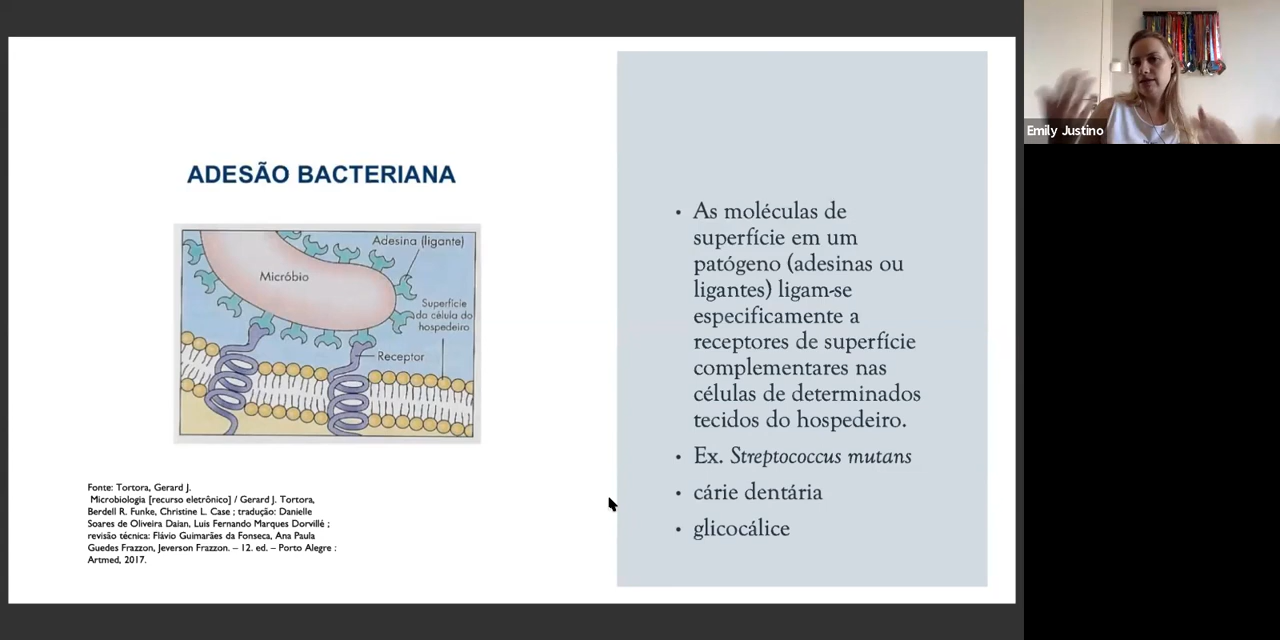 ADESÃO BACTERIANA
Adesina (ligante)
Micróbio
Superfície
da célula do
hospedeiro
Receptor
Fonte: Tortora, Gerard J.
Microbiologia [recurso eletrônico] / Gerard J. Tortora,
Berdell R. Funke, Christine L. Case ; tradução: Danielle
Soares de Oliveira Daian, Luis Fernando Marques Dorvillé ;
revisão técnica: Flávio Guimarães da Fonseca, Ana Paula
Guedes Frazzon, Jeverson Frazzon. – 12. ed. – Porto Alegre :
Artmed, 2017.
• As moléculas de
superfície em um
patógeno (adesinas ou
ligantes) ligam-se
especificamente a
receptores de superfície
complementares nas
células de determinados
tecidos do hospedeiro.
• Ex. Streptococcus mutans
• cárie dentária
• glicocálice
Emily Justino